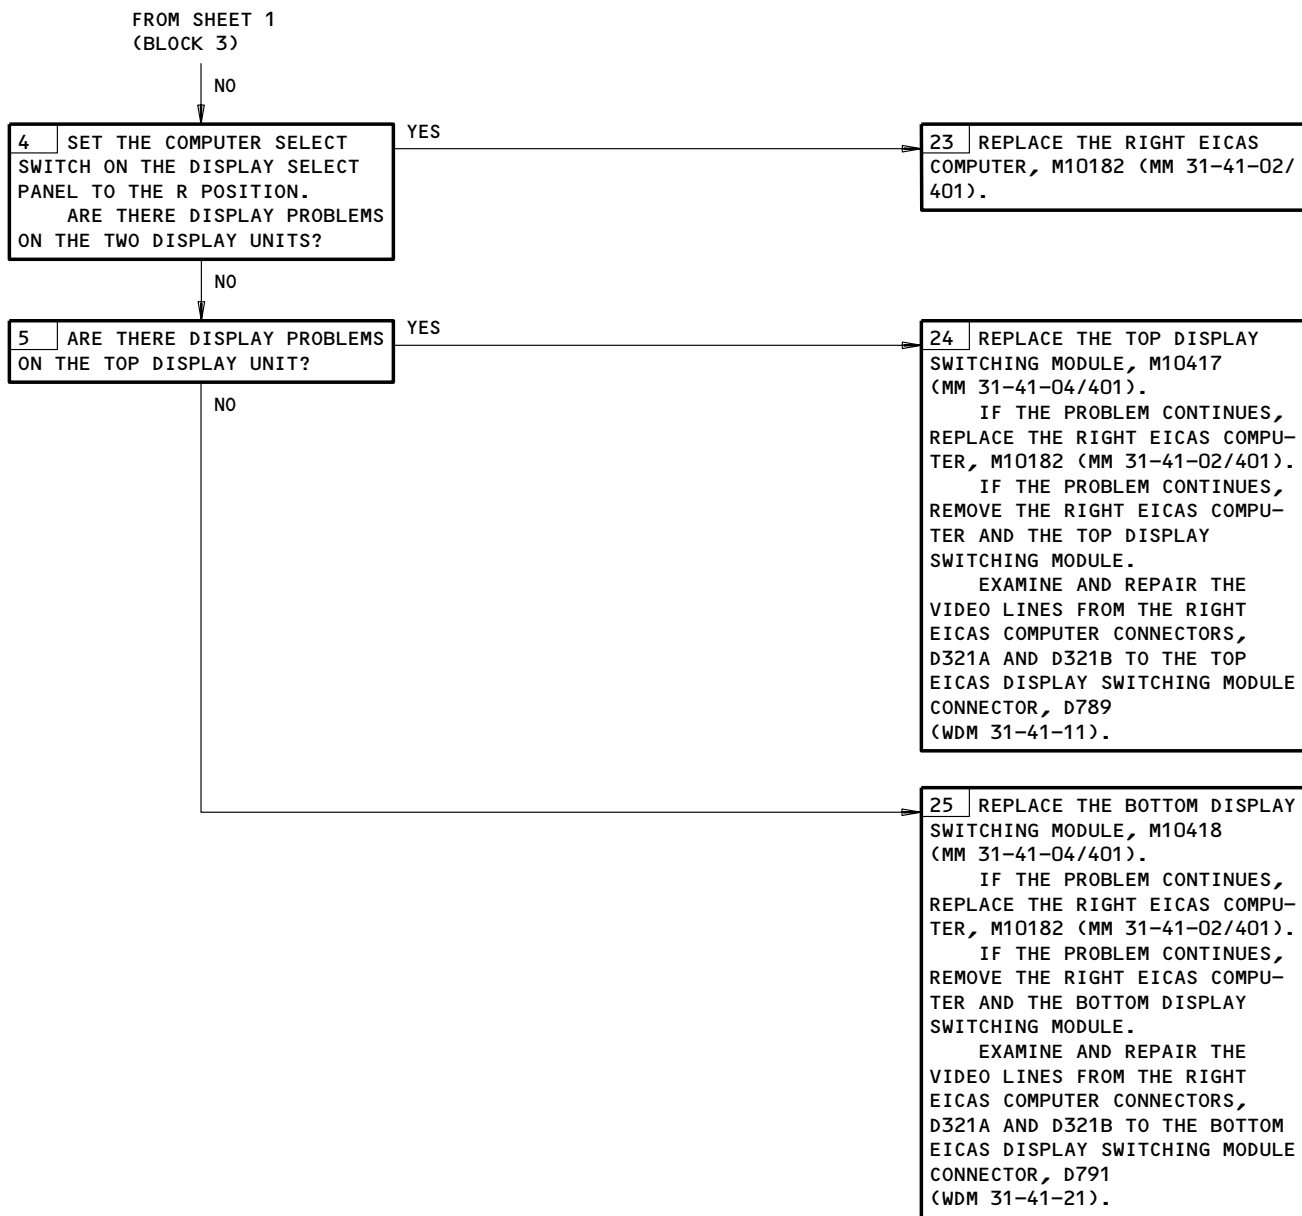 FROM SHEET 1
(BLOCK 3)
NO
4 SET THE COMPUTER SELECT
SWITCH ON THE DISPLAY SELECT
PANEL TO THE R POSITION.
ARE THERE DISPLAY PROBLEMS
ON THE TWO DISPLAY UNITS?
YES
23 REPLACE THE RIGHT EICAS
COMPUTER, M10182 (MM 31-41-02/
401).
NO
5 ARE THERE DISPLAY PROBLEMS
ON THE TOP DISPLAY UNIT?
YES
24 REPLACE THE TOP DISPLAY
SWITCHING MODULE, M10417
(MM 31-41-04/401).
IF THE PROBLEM CONTINUES,
REPLACE THE RIGHT EICAS COMPU-
TER, M10182 (MM 31-41-02/401).
IF THE PROBLEM CONTINUES,
REMOVE THE RIGHT EICAS COMPU-
TER AND THE TOP DISPLAY
SWITCHING MODULE.
EXAMINE AND REPAIR THE
VIDEO LINES FROM THE RIGHT
EICAS COMPUTER CONNECTORS,
D321A AND D321B TO THE TOP
EICAS DISPLAY SWITCHING MODULE
CONNECTOR, D789
(WDM 31-41-11).
NO
25 REPLACE THE BOTTOM DISPLAY
SWITCHING MODULE, M10418
(MM 31-41-04/401).
IF THE PROBLEM CONTINUES,
REPLACE THE RIGHT EICAS COMPU-
TER, M10182 (MM 31-41-02/401).
IF THE PROBLEM CONTINUES,
REMOVE THE RIGHT EICAS COMPU-
TER AND THE BOTTOM DISPLAY
SWITCHING MODULE.
EXAMINE AND REPAIR THE
VIDEO LINES FROM THE RIGHT
EICAS COMPUTER CONNECTORS,
D321A AND D321B TO THE BOTTOM
EICAS DISPLAY SWITCHING MODULE
CONNECTOR, D791
(WDM 31-41-21).